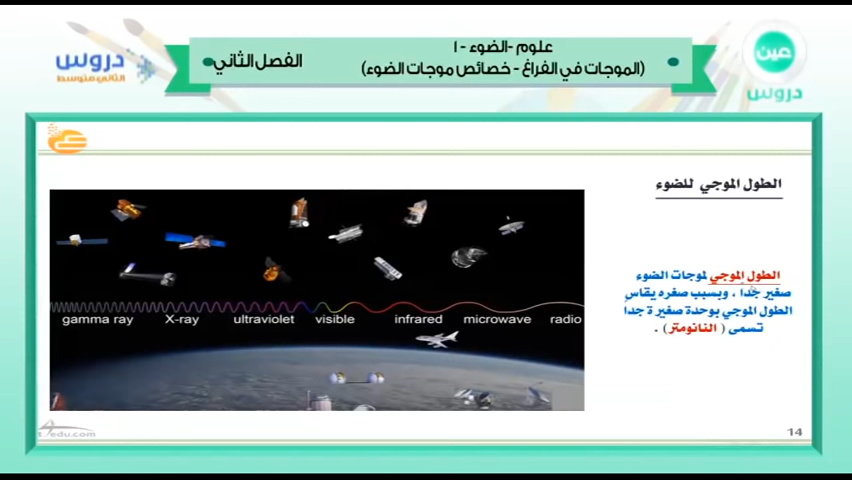 علوم -الضوء - ١
(الموجات في الفراغ - خصائص موجات الضوء)
الفصل الثاني
عين
دروس
دروس
الثاني متوسط
الطول الموجي للضوء
الطول الموجي لموجات الضوء
صغير جداً ، وبسبب صغره يقاس
الطول الموجي بوحدة صغيرة جداً
تسمى ( النانومتر ) .
gamma ray X-ray ultraviolet visible infrared microwave radio
14
edu.com